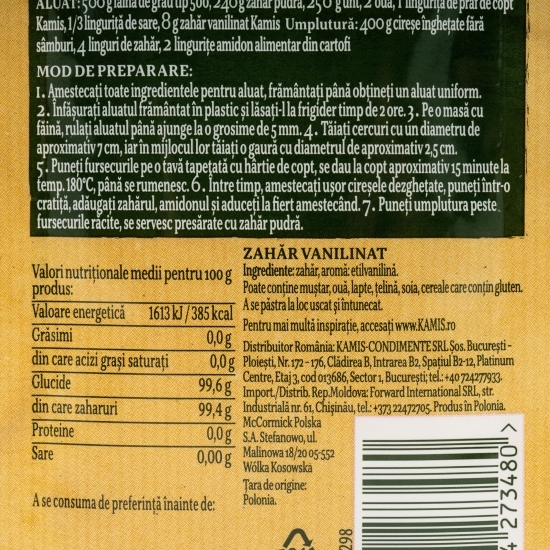 ALUAT: 500 g făină de grâu tip 500, 240 g zahăr pudră, 250 g unt, 2 ouă, 1 linguriță de praf de copt
Kamis, 1/3 linguriță de sare, 8 g zahăr vanilinat Kamis Umplutură: 400 g cireșe înghețate fără
sâmburi, 4 linguri de zahăr, 2 lingurițe amidon alimentar din cartofi
MOD DE PREPARARE:
1. Amestecați toate ingredientele pentru aluat, frământați până obțineți un aluat uniform.
2. Înfășurați aluatul frământat în plastic și lăsați-l la frigider timp de 2 ore. 3. Pe o masă cu
făină, rulați aluatul până ajunge la o grosime de 5 mm. 4. Tăiați cercuri cu un diametru de
aproximativ 7 cm, iar în mijlocul lor tăiați o gaură cu diametrul de aproximativ 2,5 cm.
5. Puneți fursecurile pe o tavă tapetată cu hârtie de copt, se dau la copt aproximativ 15 minute la
temp. 180°C, până se rumenesc. 6. Între timp, amestecați ușor cireșele dezghețate, puneți într-o
cratiță, adăugați zahărul, amidonul și aduceți la fiert amestecând. 7. Puneți umplutura peste
fursecurile răcite, se servesc presărate cu zahăr pudră.
Valori nutriționale medii pentru 100 g
produs:
Valoare energetică 1613 kJ / 385 kcal
Grăsimi 0,0 g
din care acizi grași saturați 0,0 g
Glucide 99,6 g
din care zaharuri 99,4 g
Proteine 0,0 g
Sare 0,00 g
A se consuma de preferință înainte de:
ZAHĂR VANILINAT
Ingrediente: zahăr, aromă: etilvanilină.
Poate conține muștar, ouă, lapte, țelină, soia, cereale care conțin gluten.
A se păstra la loc uscat și întunecat.
Pentru mai multă inspirație, accesați www.KAMIS.ro
Distribuitor România: KAMIS-CONDIMENTE SRL Șos. București -
Ploiești, Nr. 172 - 176, Clădirea B, Intrarea B2, Spațiul B2-12, Platinum
Centre, Etaj 3, cod 013686, Sector 1, București; tel.: +40 724277933.
Import./Distrib. Rep.Moldova: Forward International SRL, str.
Industrială nr. 61, Chișinău, tel.: +373 22472705. Produs în Polonia.
McCormick Polska
S.A. Stefanowo, ul.
Malinowa 18/20 05-552
Wólka Kosowska
Țara de origine:
Polonia.
298
4 273480 >